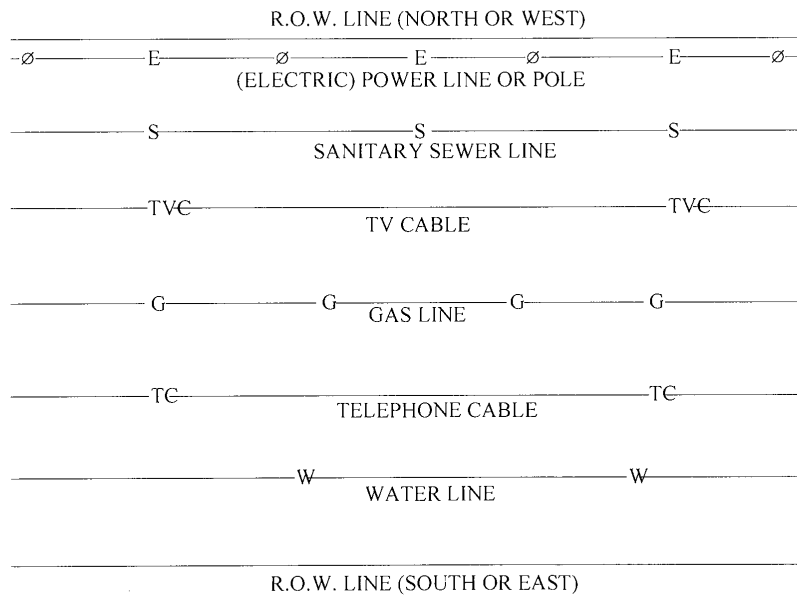 R.O.W. LINE (NORTH OR WEST)
Ø E Ø E Ø E Ø
(ELECTRIC) POWER LINE OR POLE
S S S
SANITARY SEWER LINE
TVC TVC
TV CABLE
G G G G
GAS LINE
TC TC
TELEPHONE CABLE
W W
WATER LINE
R.O.W. LINE (SOUTH OR EAST)